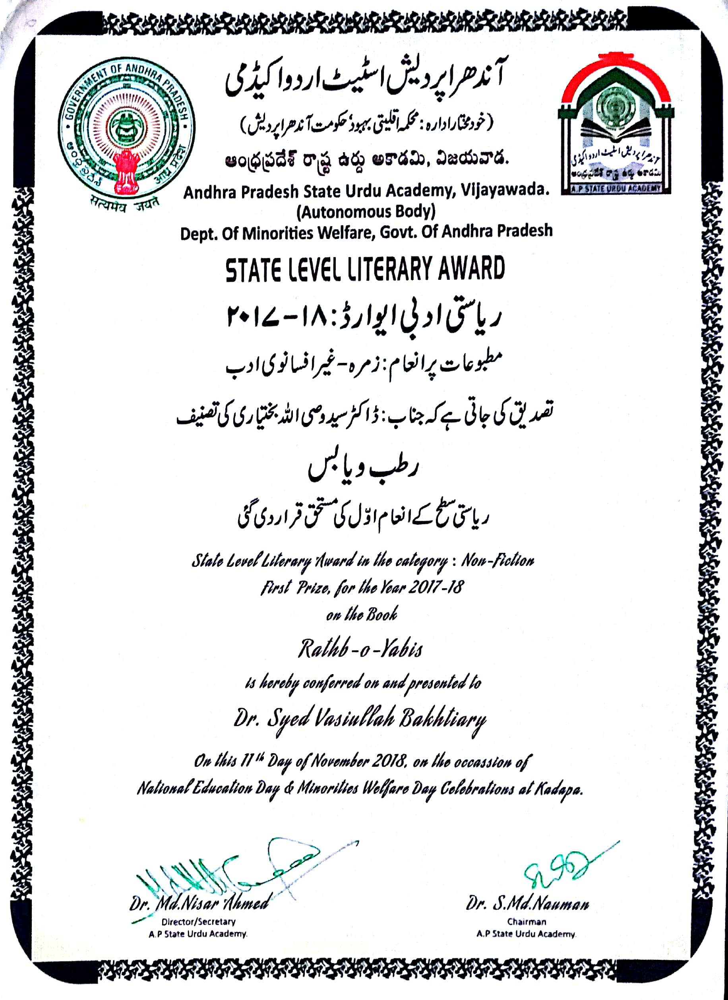 GOVERNMENT OF ANDHRA PRADESH
ఆంధ్రప్రదేశ్
आंध्र प्रदेश
सत्यमेव जयते
آندھرا پردیش اسٹیٹ اردو اکیڈمی
(خود مختار ادارہ : محکمہ اقلیتی بہبود، حکومت آندھرا پردیش)
ఆంధ్రప్రదేశ్ రాష్ట్ర ఉర్దు అకాడమి, విజయవాడ.
آندھرا پردیش اسٹیٹ اردو اکیڈمی
ఆంధ్రప్రదేశ్ రాష్ట్ర ఉర్దు అకాడమి
A.P STATE URDU ACADEMY
Andhra Pradesh State Urdu Academy, Vijayawada.
(Autonomous Body)
Dept. Of Minorities Welfare, Govt. Of Andhra Pradesh
STATE LEVEL LITERARY AWARD
ریاستی ادبی ایوارڈ : ۱۸-۲۰۱۷
مطبوعات پر انعام : زمرہ - غیر افسانوی ادب
تصدیق کی جاتی ہے کہ جناب : ڈاکٹر سید وصی اللہ بختیاری کی تصنیف
رطب و یابس
ریاستی سطح کے انعام اوّل کی مستحق قرار دی گئی
State Level Literary Award in the category : Non-Fiction
First Prize, for the Year 2017-18
on the Book
Rathb-o-Yabis
is hereby conferred on and presented to
Dr. Syed Vasiullah Bakhtiary
On this 11th Day of November 2018, on the occassion of
National Education Day & Minorities Welfare Day Celebrations at Kadapa.
Dr. Md.Nisar Ahmed
Director/Secretary
A.P State Urdu Academy.
Dr. S.Md.Nauman
Chairman
A.P State Urdu Academy.